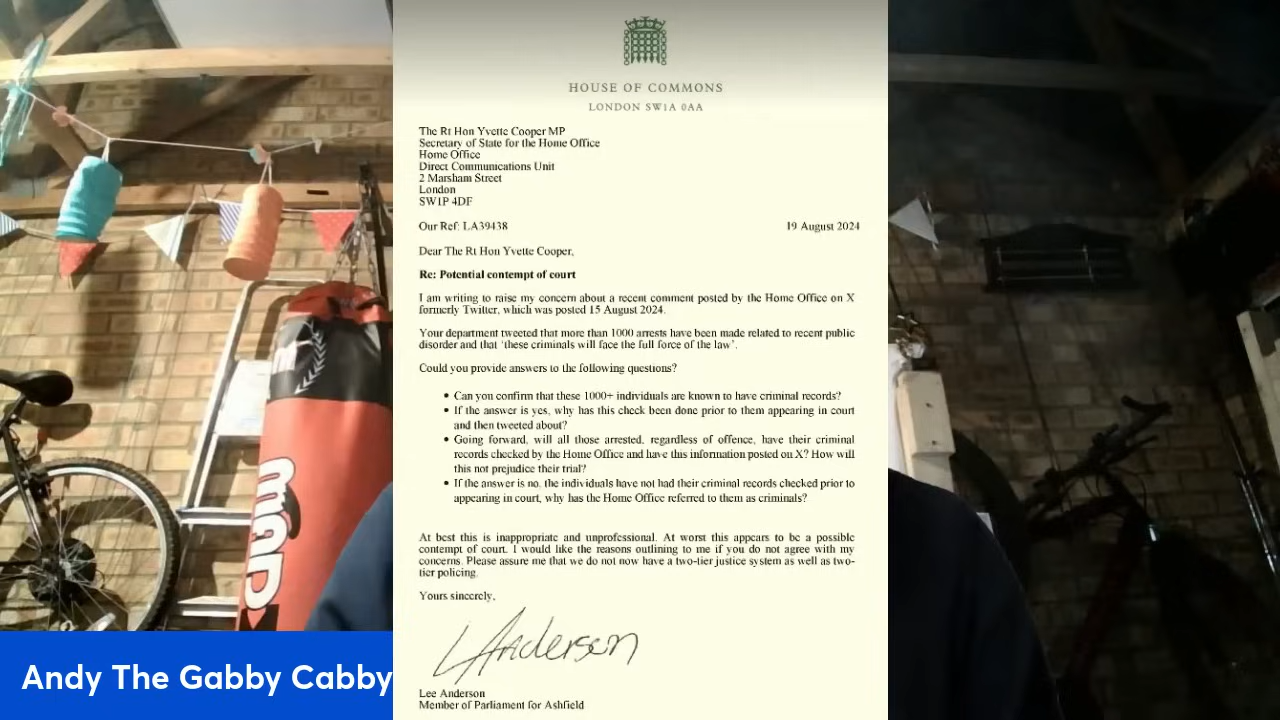 HOUSE OF COMMONS
LONDON SW1A 0AA
The Rt Hon Yvette Cooper MP
Secretary of State for the Home Office
Home Office
Direct Communications Unit
2 Marsham Street
London
SW1P 4DF
Our Ref: LA39438
19 August 2024
Dear The Rt Hon Yvette Cooper,
Re: Potential contempt of court
I am writing to raise my concern about a recent comment posted by the Home Office on X
formerly Twitter, which was posted 15 August 2024.
Your department tweeted that more than 1000 arrests have been made related to recent public
disorder and that ‘these criminals will face the full force of the law’.
Could you provide answers to the following questions?
• Can you confirm that these 1000+ individuals are known to have criminal records?
• If the answer is yes, why has this check been done prior to them appearing in court
and then tweeted about?
• Going forward, will all those arrested, regardless of offence, have their criminal
records checked by the Home Office and have this information posted on X? How will
this not prejudice their trial?
• If the answer is no, the individuals have not had their criminal records checked prior to
appearing in court, why has the Home Office referred to them as criminals?
At best this is inappropriate and unprofessional. At worst this appears to be a possible
contempt of court. I would like the reasons outlining to me if you do not agree with my
concerns. Please assure me that we do not now have a two-tier justice system as well as two-
tier policing.
Yours sincerely,
LAnderson
Lee Anderson
Member of Parliament for Ashfield
MAD
Andy The Gabby Cabby